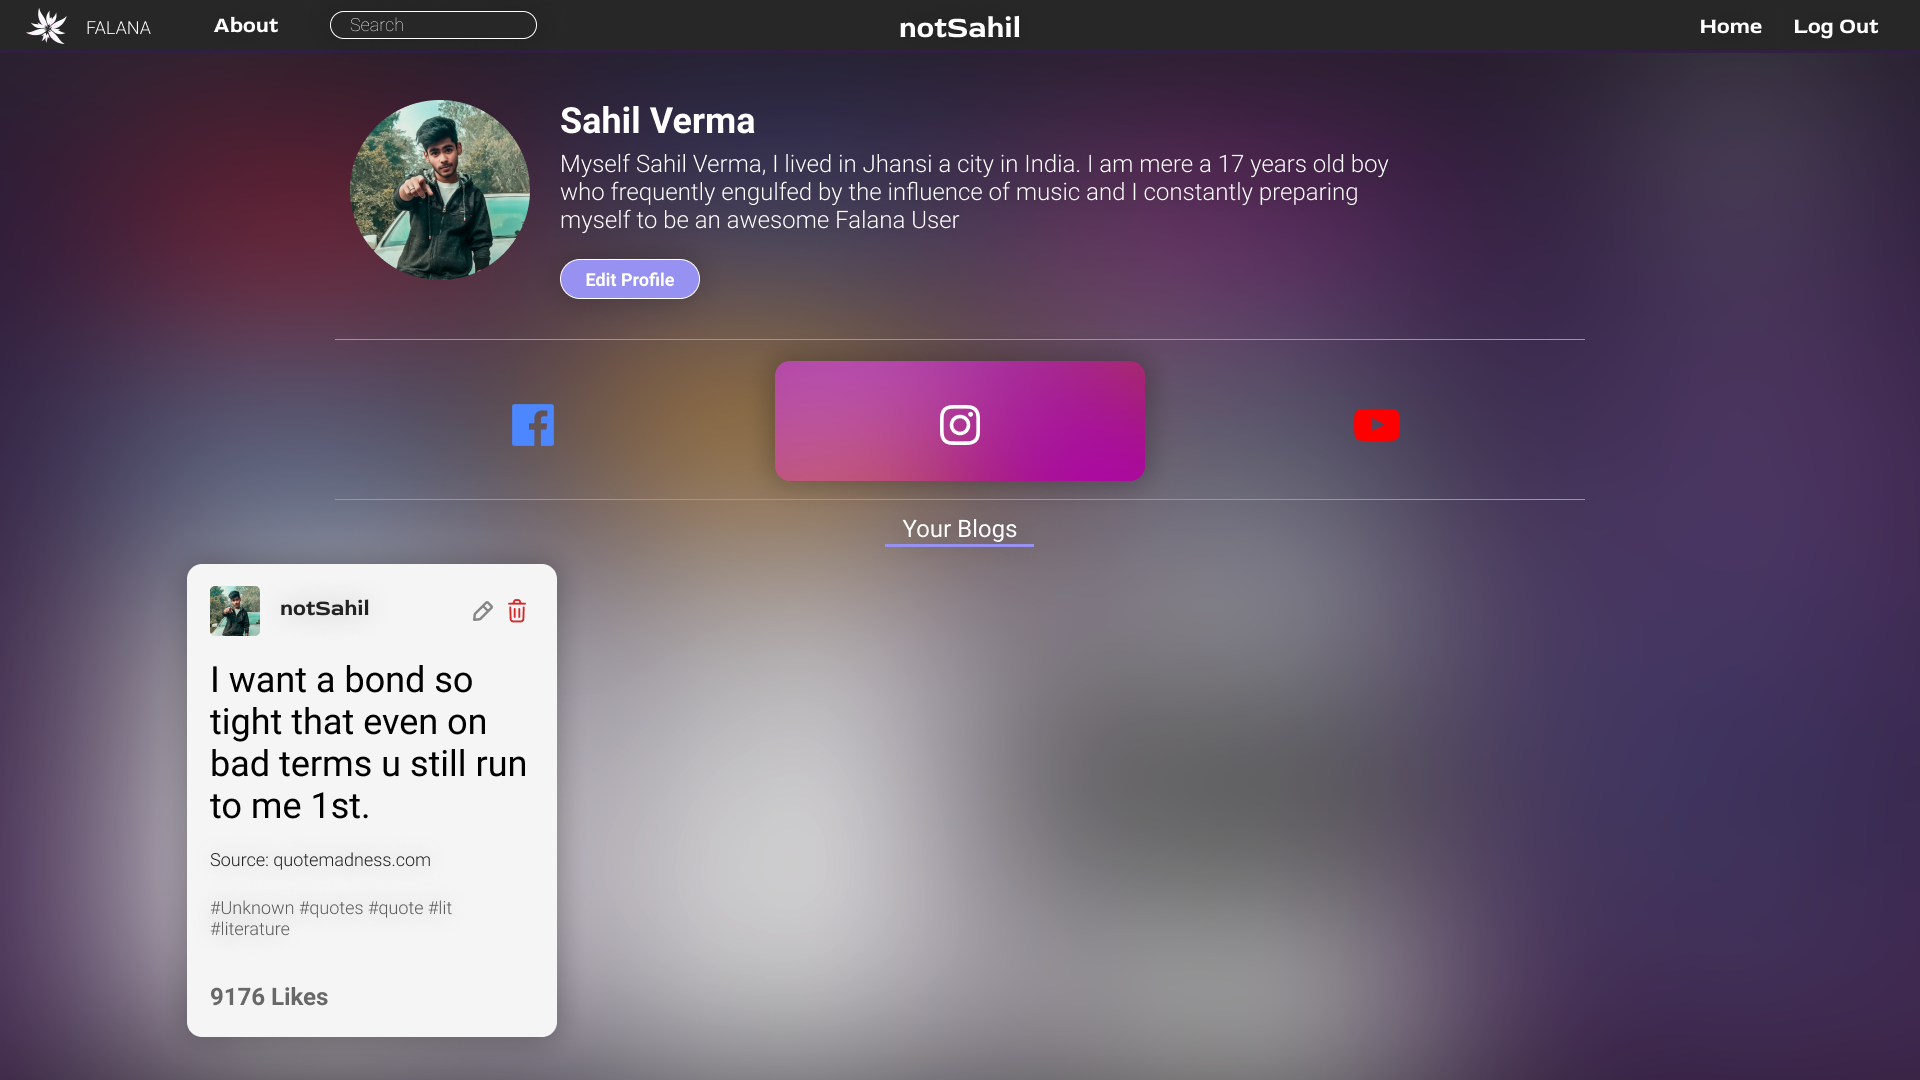 FALANA
About
Search
notSahil
Home
Log Out
Sahil Verma
Myself Sahil Verma, I lived in Jhansi a city in India. I am mere a 17 years old boy
who frequently engulfed by the influence of music and I constantly preparing
myself to be an awesome Falana User
Edit Profile
Your Blogs
notSahil
I want a bond so
tight that even on
bad terms u still run
to me 1st.
Source: quotemadness.com
#Unknown #quotes #quote #lit
#literature
9176 Likes